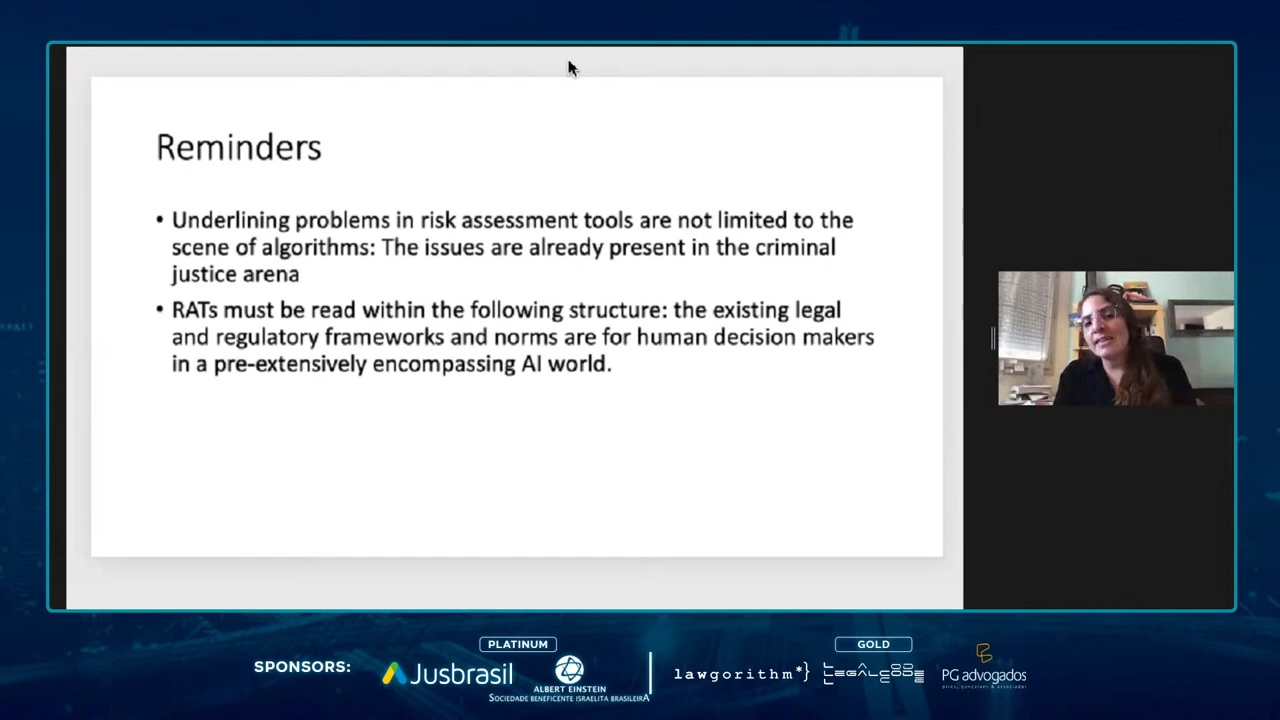 Reminders
• Underlining problems in risk assessment tools are not limited to the
scene of algorithms: The issues are already present in the criminal
justice arena
• RATs must be read within the following structure: the existing legal
and regulatory frameworks and norms are for human decision makers
in a pre-extensively encompassing AI world.
PLATINUM
GOLD
SPONSORS:
Jusbrasil
ALBERT EINSTEIN
SOCIEDADE BENEFICENTE ISRAELITA BRASILEIRA
lawgorithm*}
LEGALCODE
PG advogados